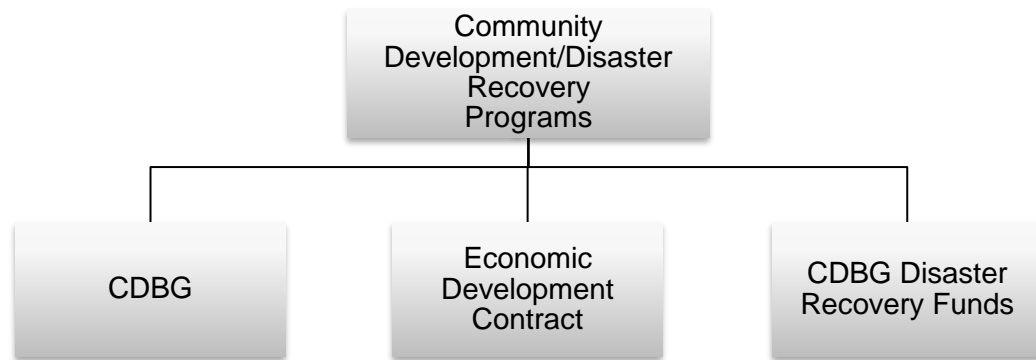 Community
Development/Disaster
Recovery
Programs
CDBG
Economic
Development
Contract
CDBG Disaster
Recovery Funds